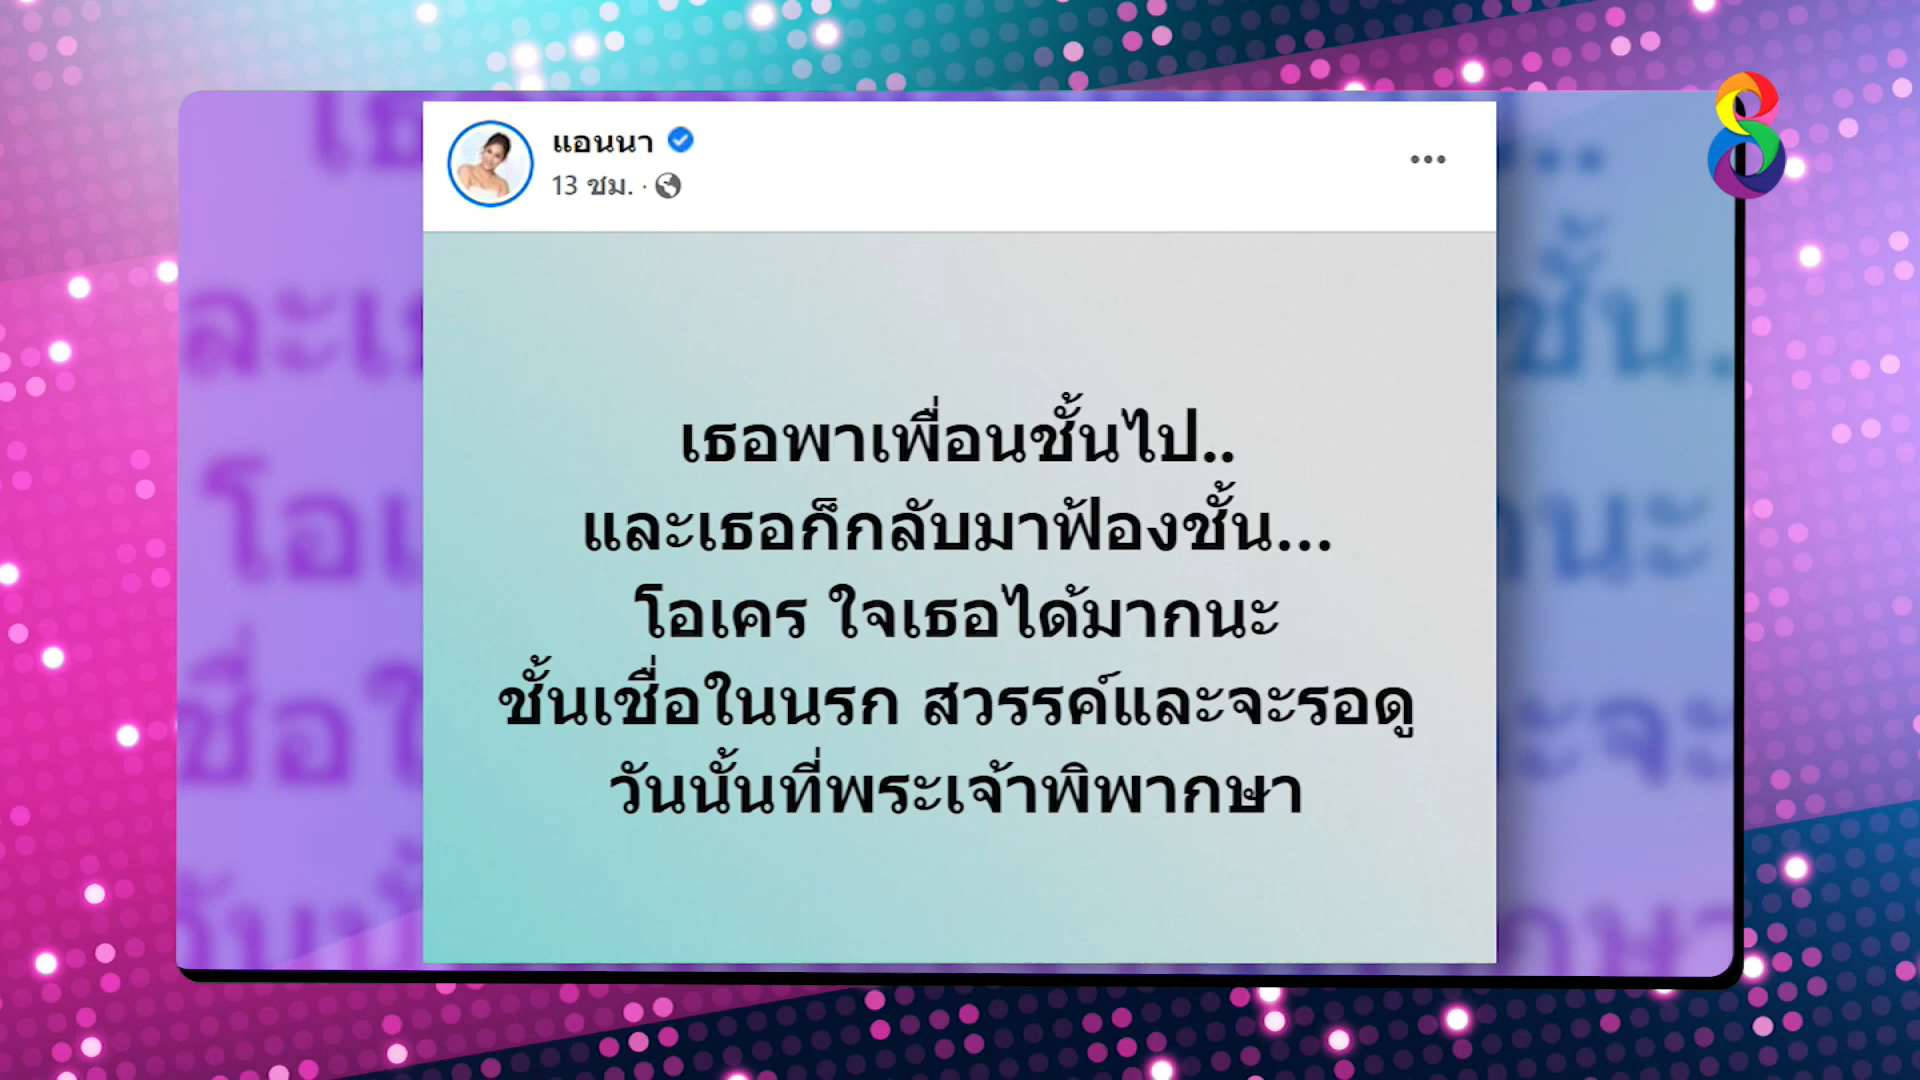 แอนนา
13 ชม.
เธอพาเพื่อนชั้นไป..
และเธอก็กลับมาฟ้องชั้น...
โอเคร ใจเธอได้มากนะ
ชั้นเชื่อในนรก สวรรค์และจะรอดู
วันนั้นที่พระเจ้าพิพากษา
8